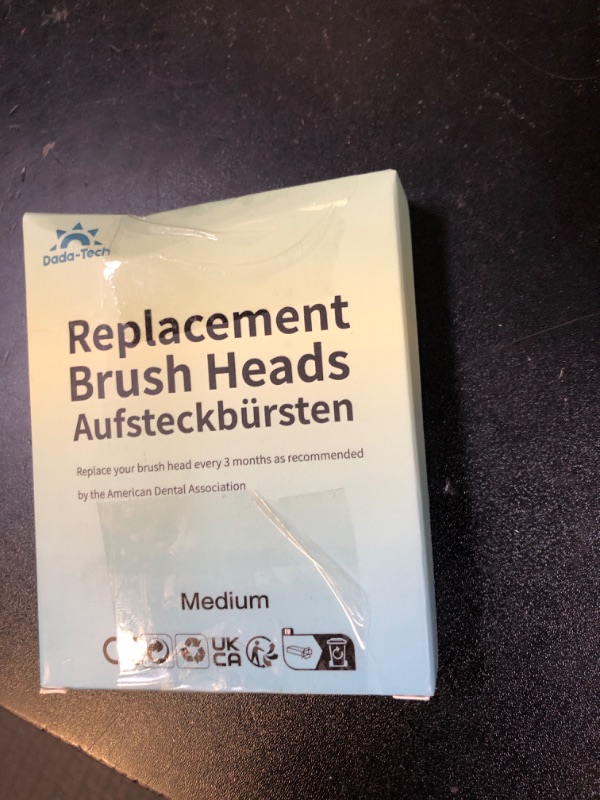 Dada-Tech
Replacement
Brush Heads
Aufsteckbürsten
Replace your brush head every 3 months as recommended
by the American Dental Association
Medium
UK
CA